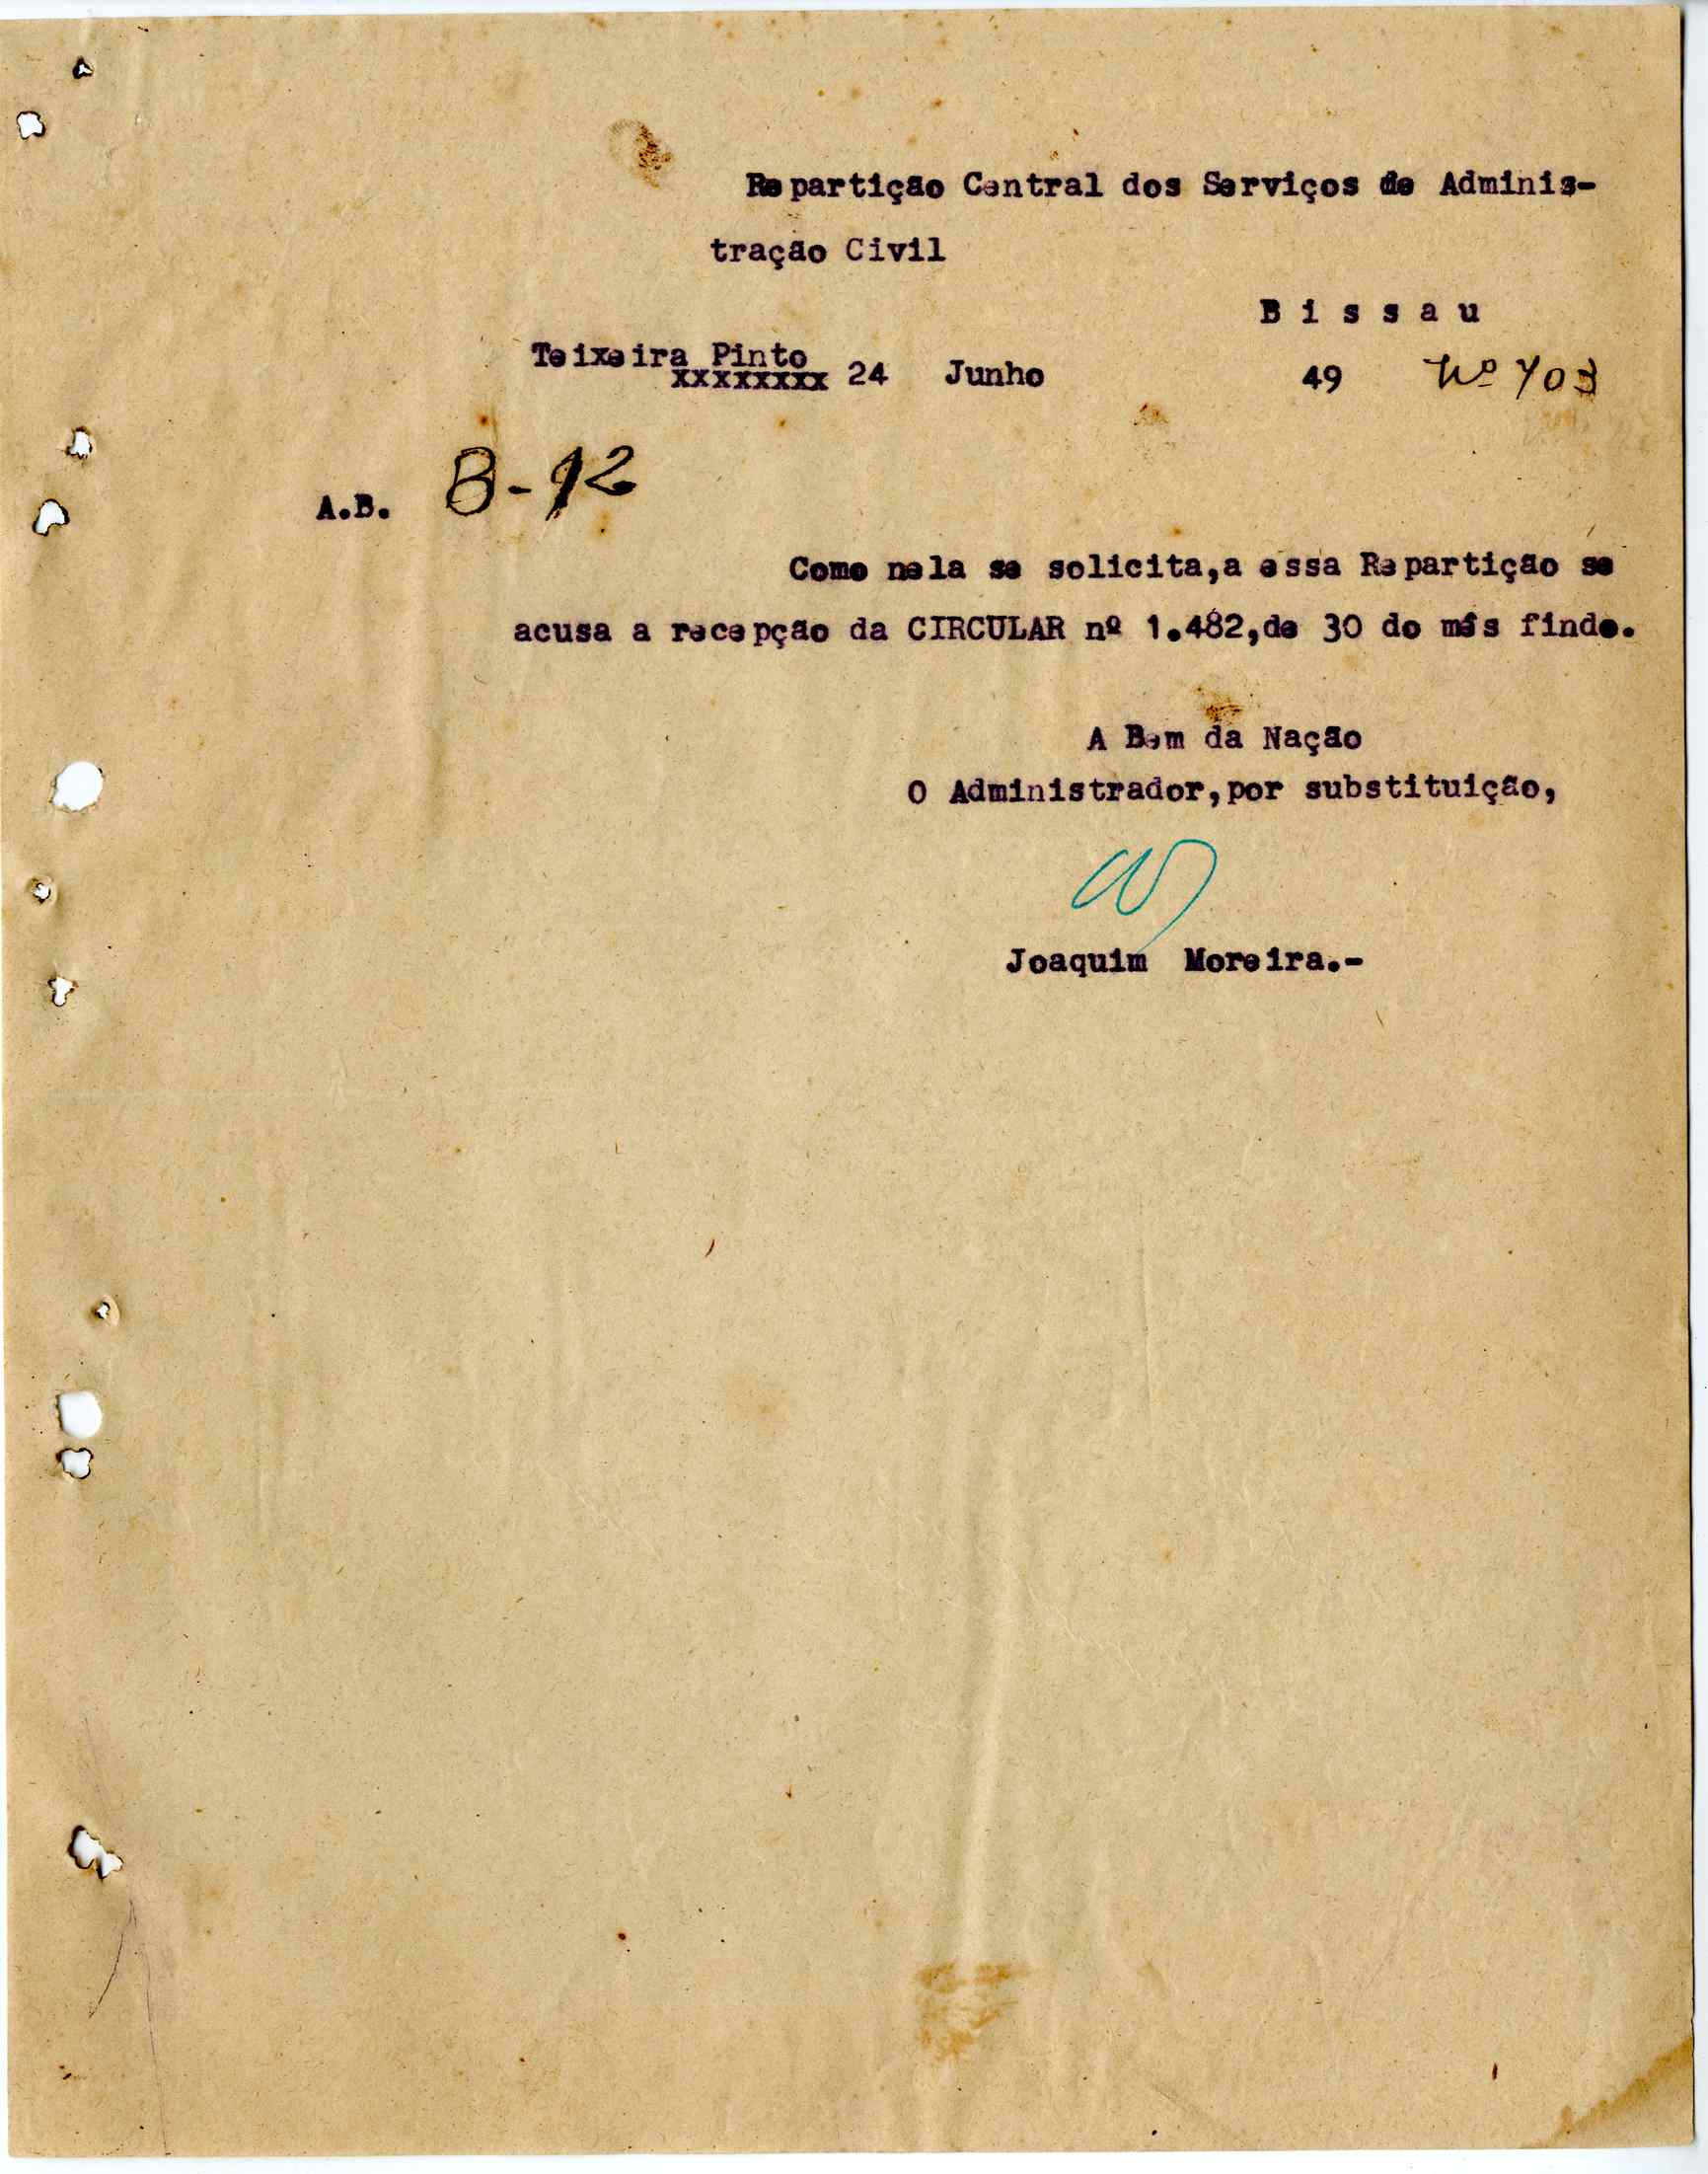 Repartição Central dos Serviços de Adminis-
tração Civil
B i s s a u
Teixeira Pinto
xxxxxxxx 24 Junho 49 Nº 703
A.B. B-12
Como nela se solicita,a essa Repartição se
acusa a recepção da CIRCULAR nº 1.482,de 30 do mês findo.
A Bem da Nação
O Administrador,por substituição,
Joaquim Moreira.-